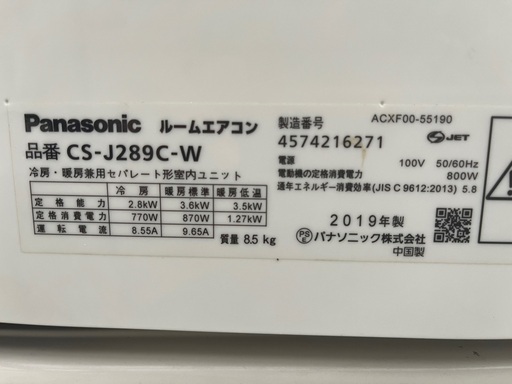 Panasonic ルームエアコン
品番 CS-J289C-W
冷房・暖房兼用セパレート形室内ユニット
冷房 暖房標準 暖房低温
定格能力 2.8kW 3.6kW 3.5kW
定格消費電力 770W 870W 1.27kW
運転電流 8.55A 9.65A
質量 8.5 kg
製造番号 ACXF00-55190
4574216271
JET
電源 100V 50/60Hz
電動機の定格消費電力 800W
通年エネルギー消費効率(JIS C 9612:2013) 5.8
2019年製
PS E パナソニック株式会社
中国製